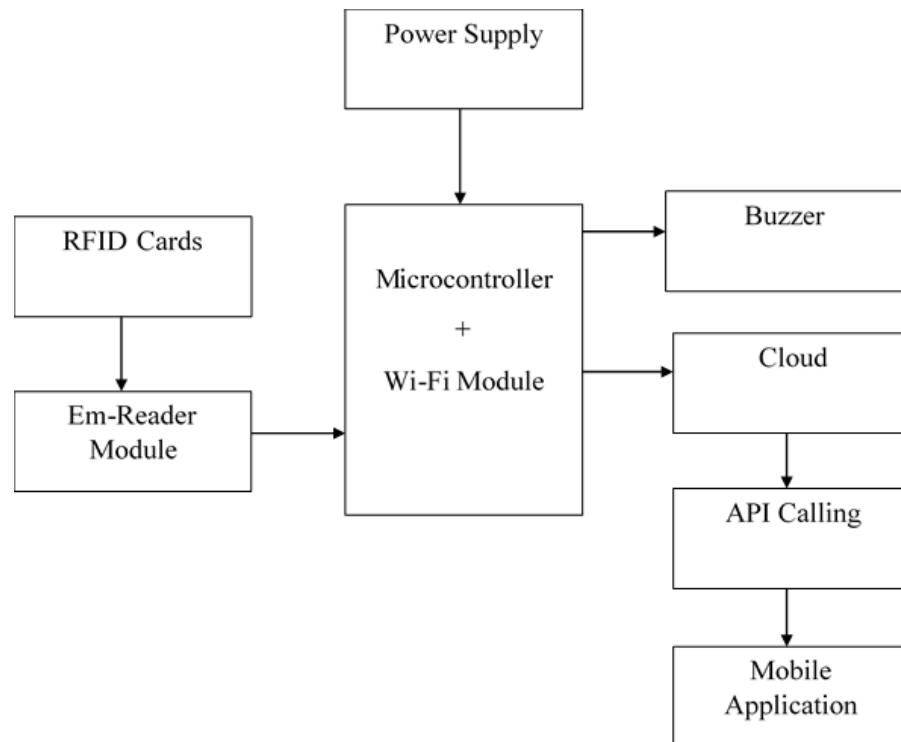 Power Supply
RFID Cards
Em-Reader
Module
Microcontroller
+
Wi-Fi Module
Buzzer
Cloud
API Calling
Mobile
Application